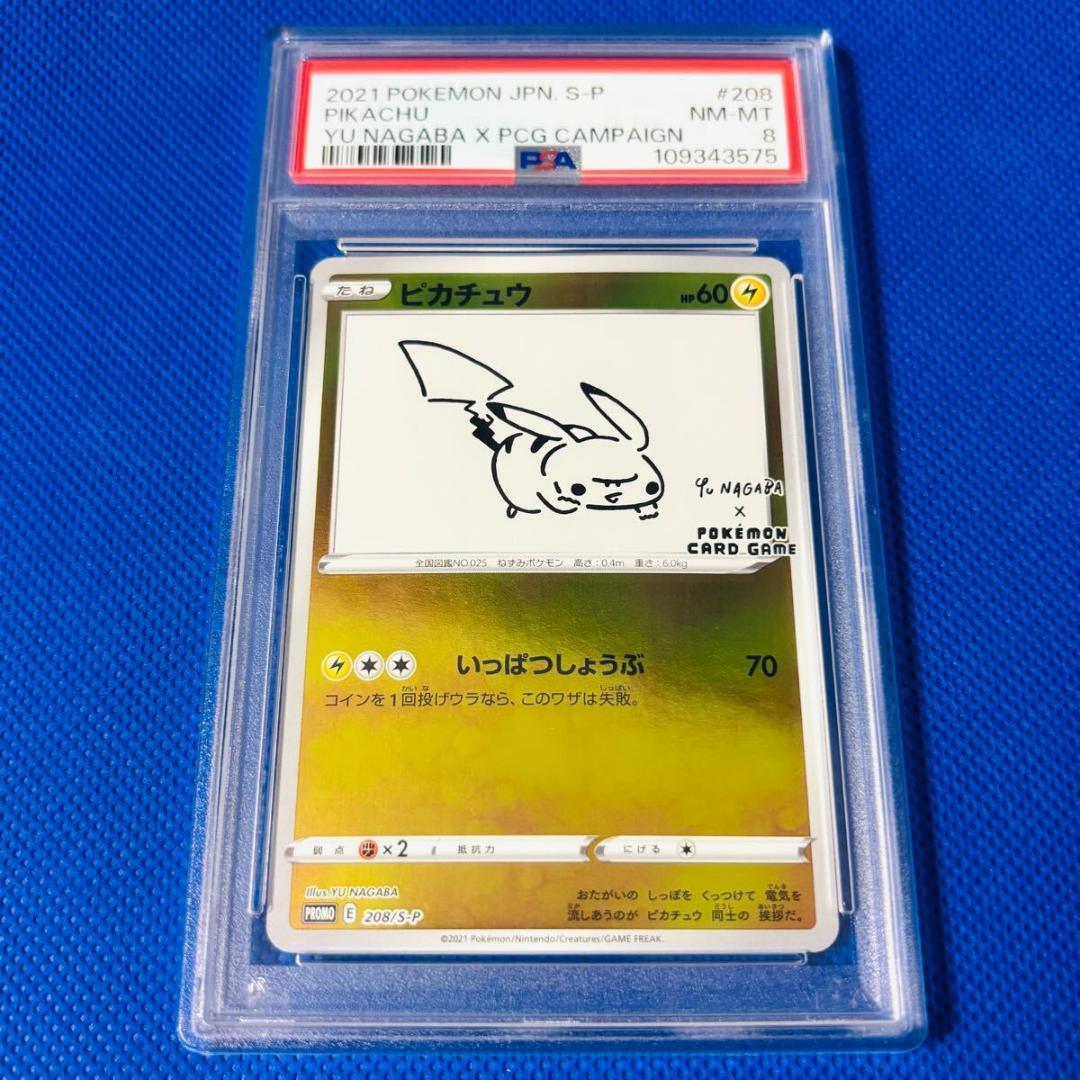 2021 POKEMON JPN. S-P #208
PIKACHU NM-MT
YU NAGABA X PCG CAMPAIGN 8
PSA 109343575
たね ピカチュウ HP60
YU NAGABA
×
POKÉMON
CARD GAME
全国図鑑NO.025 ねずみポケモン 高さ:0.4m 重さ:6.0kg
いっぱつしょうぶ 70
コインを1回投げウラなら、このワザは失敗。
弱点 ×2 抵抗力 にげる
Illus. YU NAGABA
PROMO E 208/S-P
おたがいの しっぽを くっつけて 電気を
流しあうのが ピカチュウ 同士の 挨拶だ。
©2021 Pokémon/Nintendo/Creatures/GAME FREAK.